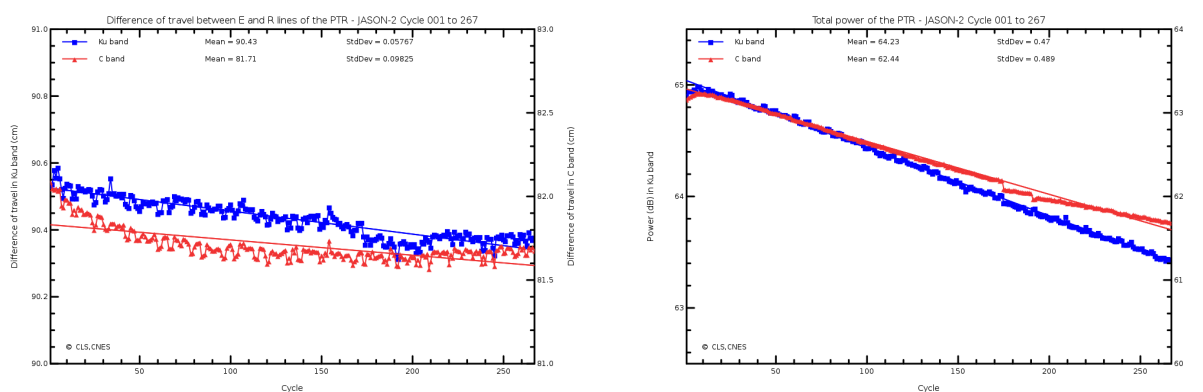 Difference of travel between E and R lines of the PTR - JASON-2 Cycle 001 to 267
91.0
90.8
90.6
90.4
90.2
90.0
83.0
82.5
82.0
81.5
81.0
Ku band Mean = 90.43 StdDev = 0.05767
C band Mean = 81.71 StdDev = 0.09825
Difference of travel in Ku band (cm)
Difference of travel in C band (cm)
© CLS,CNES
50 100 150 200 250
Cycle
Total power of the PTR - JASON-2 Cycle 001 to 267
65
64
63
64
63
62
61
60
Ku band Mean = 64.23 StdDev = 0.47
C band Mean = 62.44 StdDev = 0.489
Power (dB) in Ku band
© CLS,CNES
50 100 150 200 250
Cycle